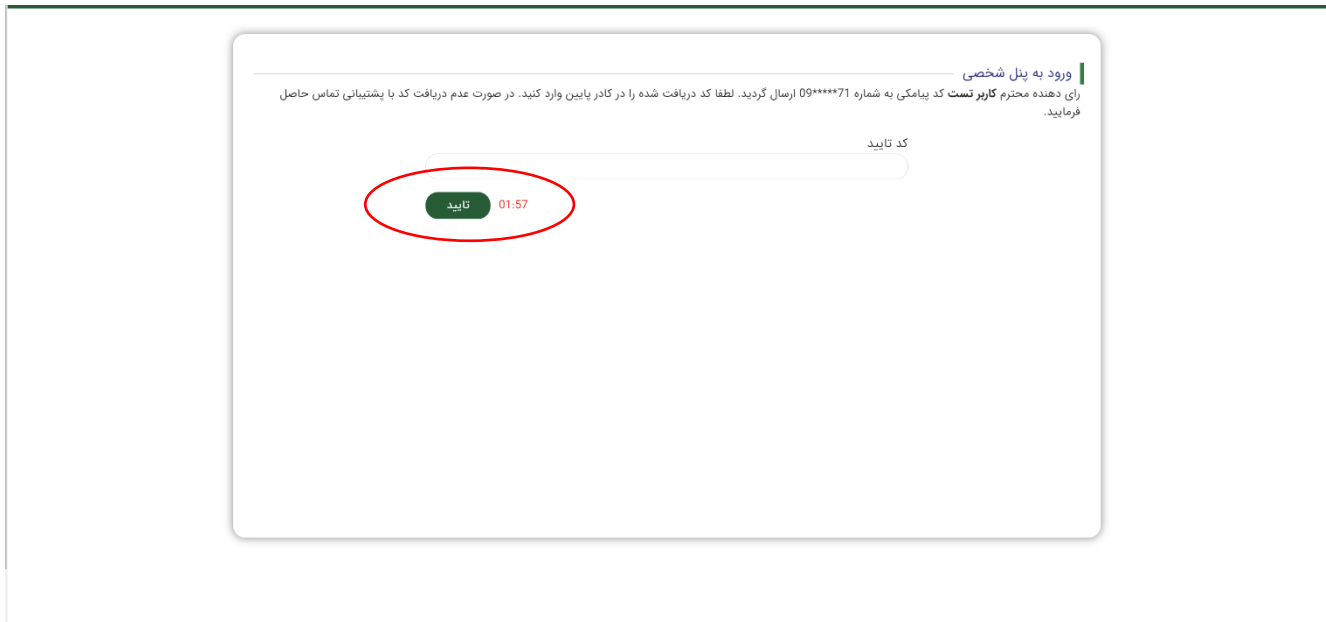 ورود به پنل شخصی
رای دهنده محترم کاربر تست کد پیامکی به شماره 71*****09 ارسال گردید. لطفا کد دریافت شده را در کادر پایین وارد کنید. در صورت عدم دریافت کد با پشتیبانی تماس حاصل
فرمایید.
کد تایید
01:57 تایید